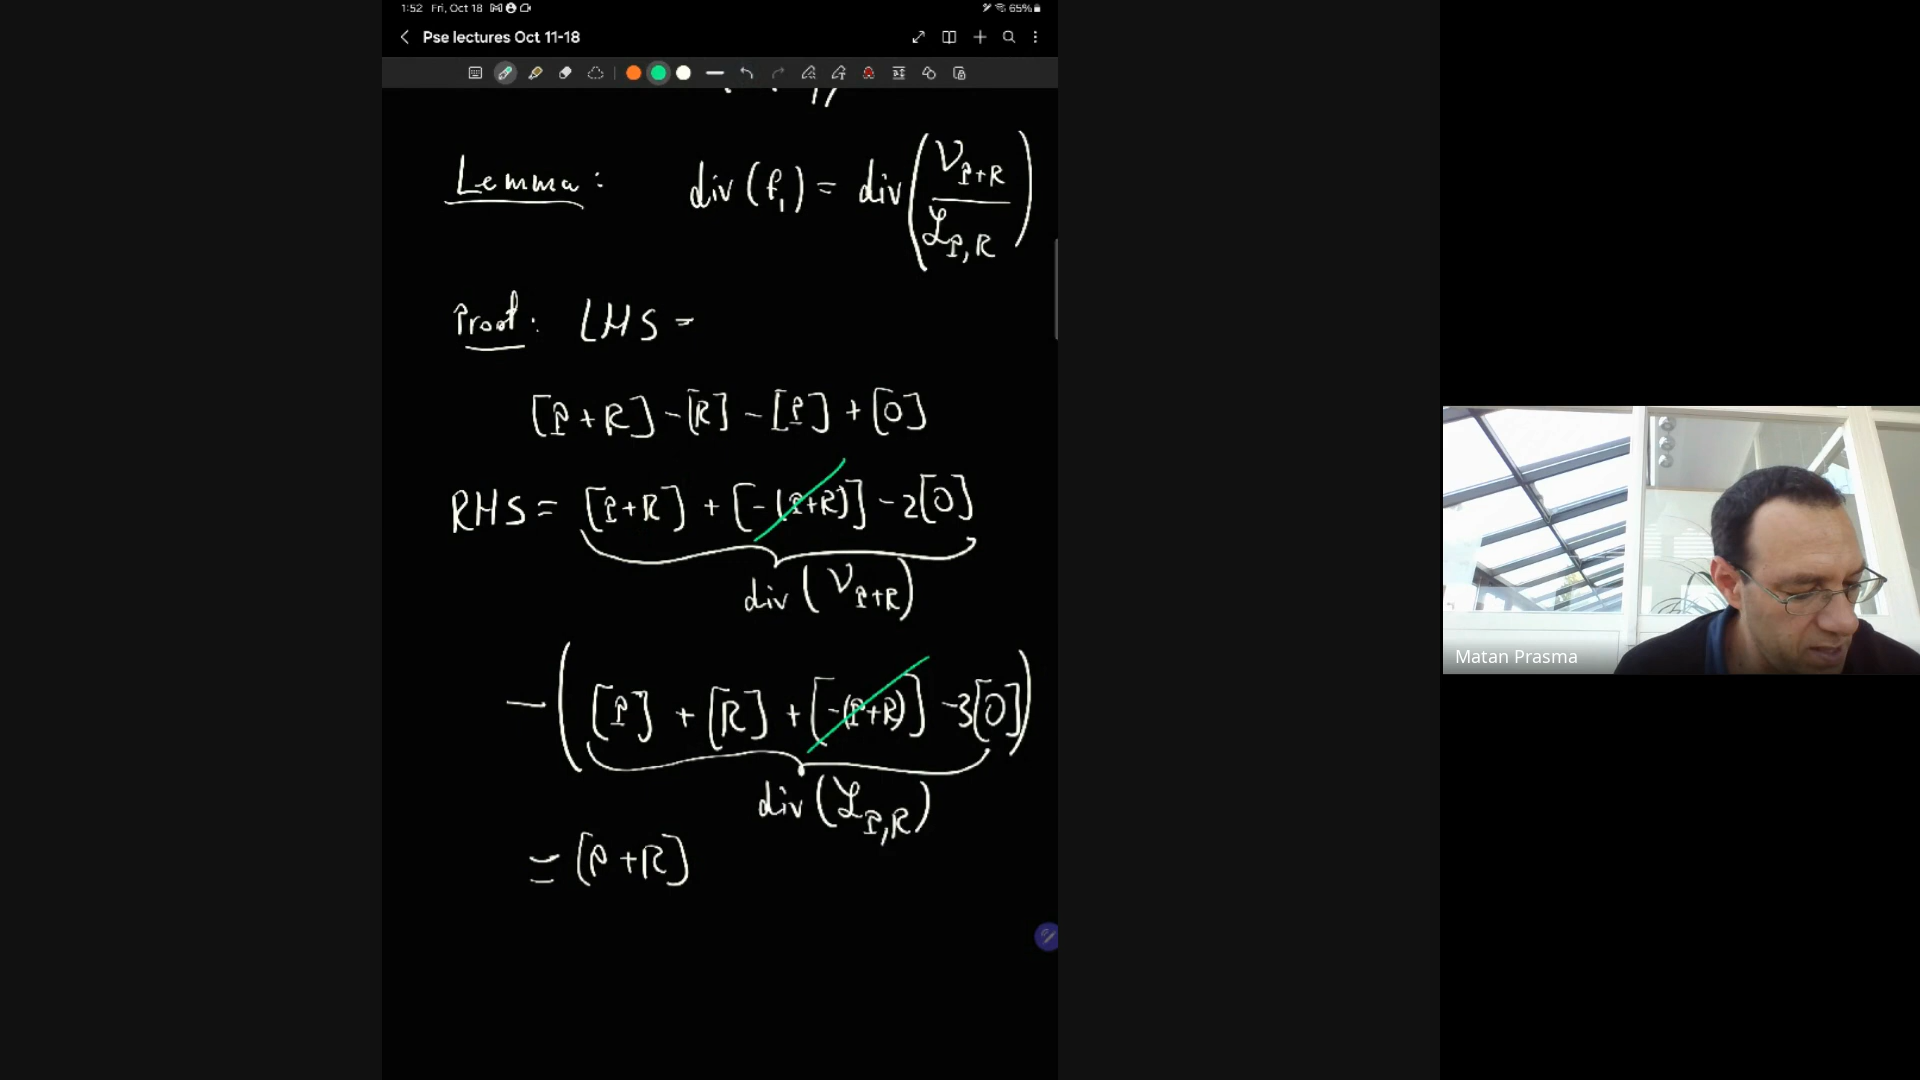 1:52 Fri, Oct 18 65%
Pse lectures Oct 11-18
Lemma: div(f₁) = div(V_{P+R} / L_{P,R})
Proof: LHS =
[P+R] - [R] - [P] + [O]
RHS = [P+R] + [-(P+R)] - 2[O]
div(V_{P+R})
- ([P] + [R] + [-(P+R)] - 3[O])
div(L_{P,R})
= [P+R]
Matan Prasma